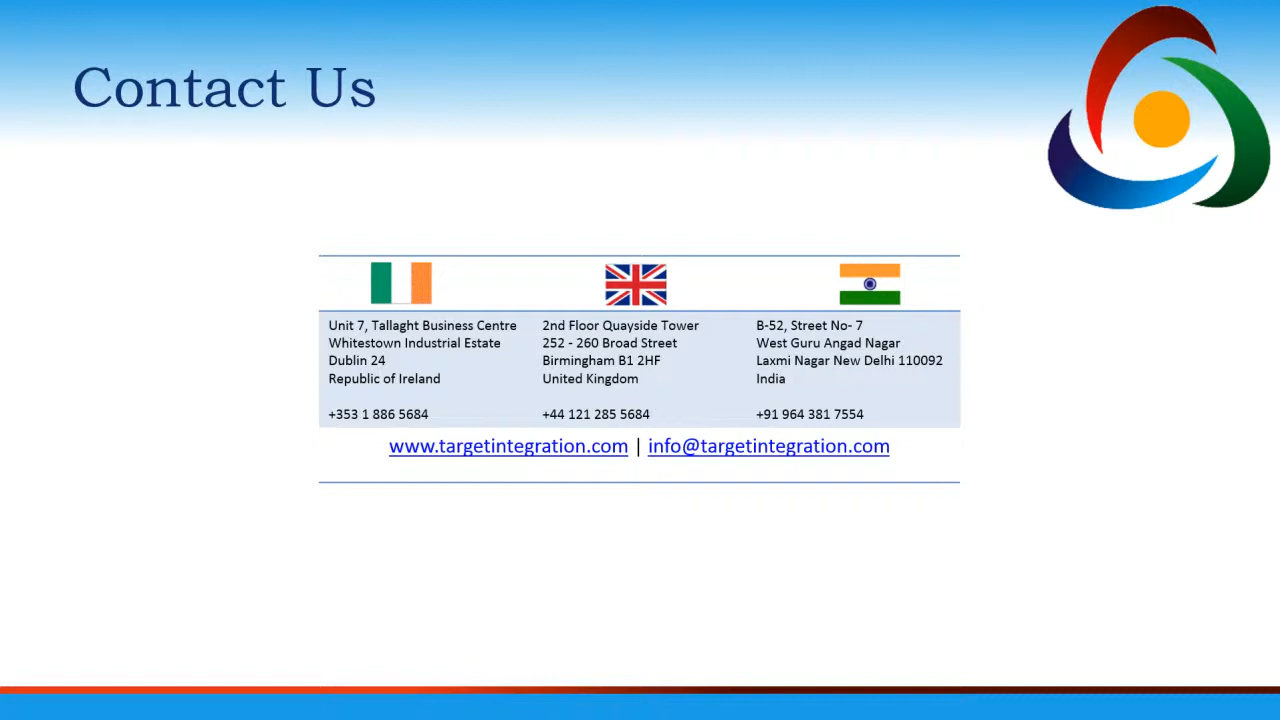 Contact Us
Unit 7, Tallaght Business Centre
Whitestown Industrial Estate
Dublin 24
Republic of Ireland
+353 1 886 5684
2nd Floor Quayside Tower
252 - 260 Broad Street
Birmingham B1 2HF
United Kingdom
+44 121 285 5684
B-52, Street No- 7
West Guru Angad Nagar
Laxmi Nagar New Delhi 110092
India
+91 964 381 7554
www.targetintegration.com | info@targetintegration.com